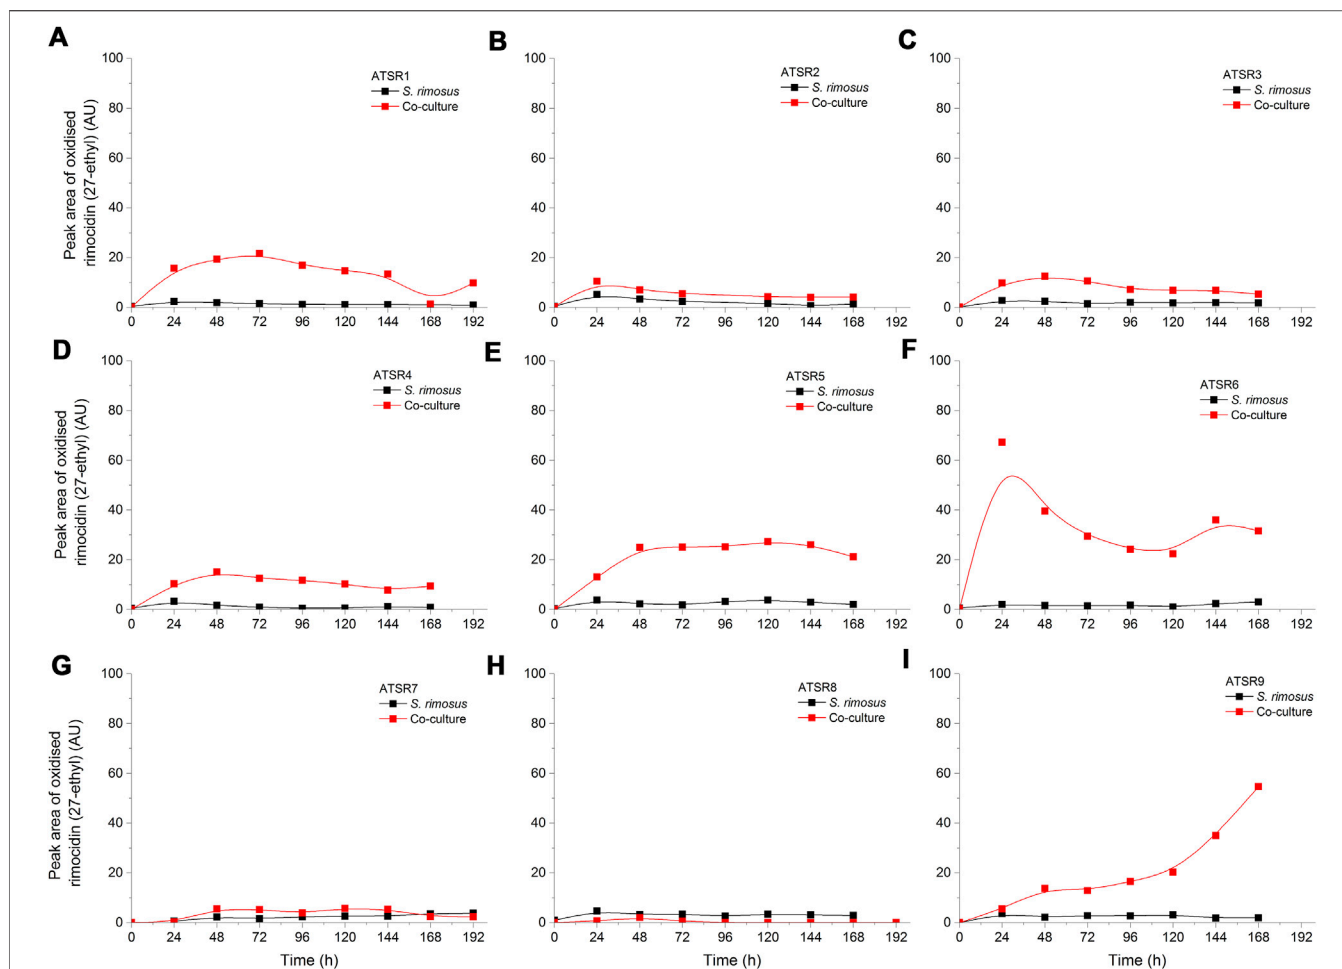 A
Peak area of oxidised
rimocidin (27-ethyl) (AU)
100
80
60
40
20
0
ATSR1
S. rimosus
Co-culture
0 24 48 72 96 120 144 168 192
B
100
80
60
40
20
0
ATSR2
S. rimosus
Co-culture
0 24 48 72 96 120 144 168 192
C
100
80
60
40
20
0
ATSR3
S. rimosus
Co-culture
0 24 48 72 96 120 144 168 192
D
Peak area of oxidised
rimocidin (27-ethyl) (AU)
100
80
60
40
20
0
ATSR4
S. rimosus
Co-culture
0 24 48 72 96 120 144 168 192
E
100
80
60
40
20
0
ATSR5
S. rimosus
Co-culture
0 24 48 72 96 120 144 168 192
F
100
80
60
40
20
0
ATSR6
S. rimosus
Co-culture
0 24 48 72 96 120 144 168 192
G
Peak area of oxidised
rimocidin (27-ethyl) (AU)
100
80
60
40
20
0
ATSR7
S. rimosus
Co-culture
0 24 48 72 96 120 144 168 192
Time (h)
H
100
80
60
40
20
0
ATSR8
S. rimosus
Co-culture
0 24 48 72 96 120 144 168 192
Time (h)
I
100
80
60
40
20
0
ATSR9
S. rimosus
Co-culture
0 24 48 72 96 120 144 168 192
Time (h)